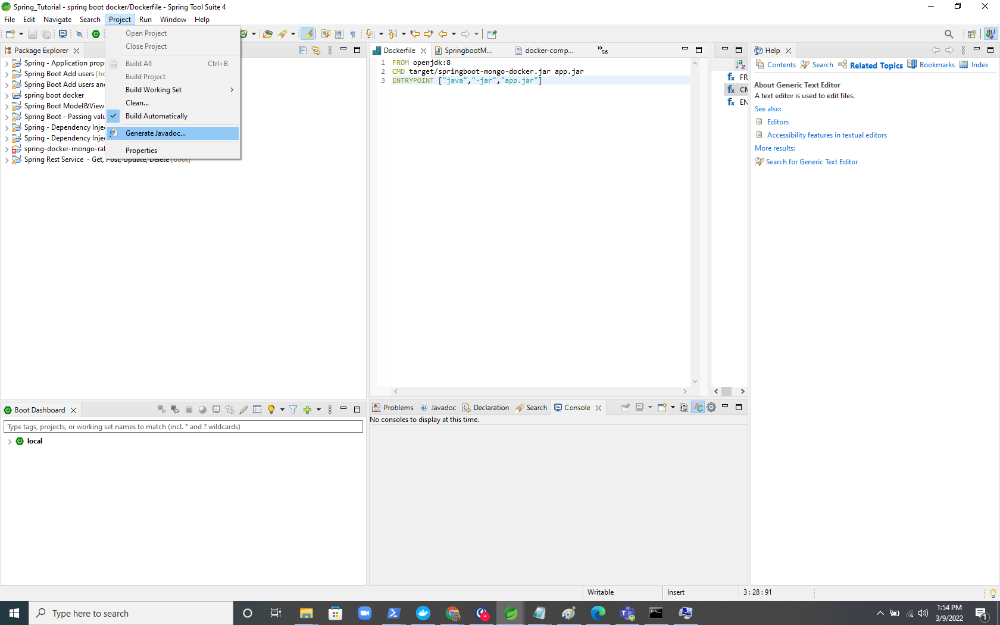 Spring_Tutorial - spring boot docker/Dockerfile - Spring Tool Suite 4
File Edit Navigate Search Project Run Window Help
Open Project
Close Project
Build All Ctrl+B
Build Project
Build Working Set
Clean...
Build Automatically
Generate Javadoc...
Properties
Package Explorer
Spring - Application prop
Spring Boot Add users [bo
Spring Boot Add users an
spring boot docker
Spring Boot Model&View
Spring Boot - Passing valu
Spring - Dependency Inje
Spring - Dependency Inje
spring-docker-mongo-ral
Spring Rest Service - Get, Post, Update, Delete [boot]
Dockerfile SpringbootM... docker-comp... »56
1 FROM openjdk:8
2 CMD target/springboot-mongo-docker.jar app.jar
3 ENTRYPOINT ["java","-jar","app.jar"]
FR
CM
EN
Help
Contents Search Related Topics Bookmarks Index
About Generic Text Editor
A text editor is used to edit files.
See also:
Editors
Accessibility features in textual editors
More results:
Search for Generic Text Editor
Boot Dashboard
Type tags, projects, or working set names to match (incl. * and ? wildcards)
local
Problems @ Javadoc Declaration Search Console
No consoles to display at this time.
Writable Insert 3 : 28 : 91
Type here to search
1:54 PM
3/9/2022
1